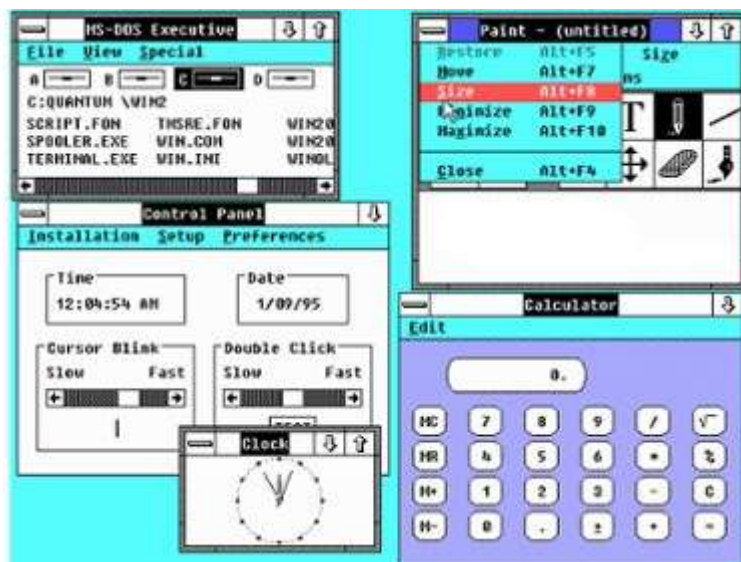 MS-DOS Executive
File View Special
A B C D
C:QUANTUM \WIN2
SCRIPT.FON TMSRE.FON WIN20
SPOOLER.EXE WIN.COM WIN20
TERMINAL.EXE WIN.INI WINOL
Paint - (untitled)
Restore Alt+F5
Move Alt+F7
Size Alt+F8
Minimize Alt+F9
Maximize Alt+F10
Close Alt+F4
Size
ns
T
Control Panel
Installation Setup Preferences
Time
12:04:54 AM
Date
1/09/95
Cursor Blink
Slow Fast
Double Click
Slow Fast
Clock
Calculator
Edit
0.
MC 7 8 9 / √
MR 4 5 6 * %
M+ 1 2 3 - C
M- 0 . ± + =